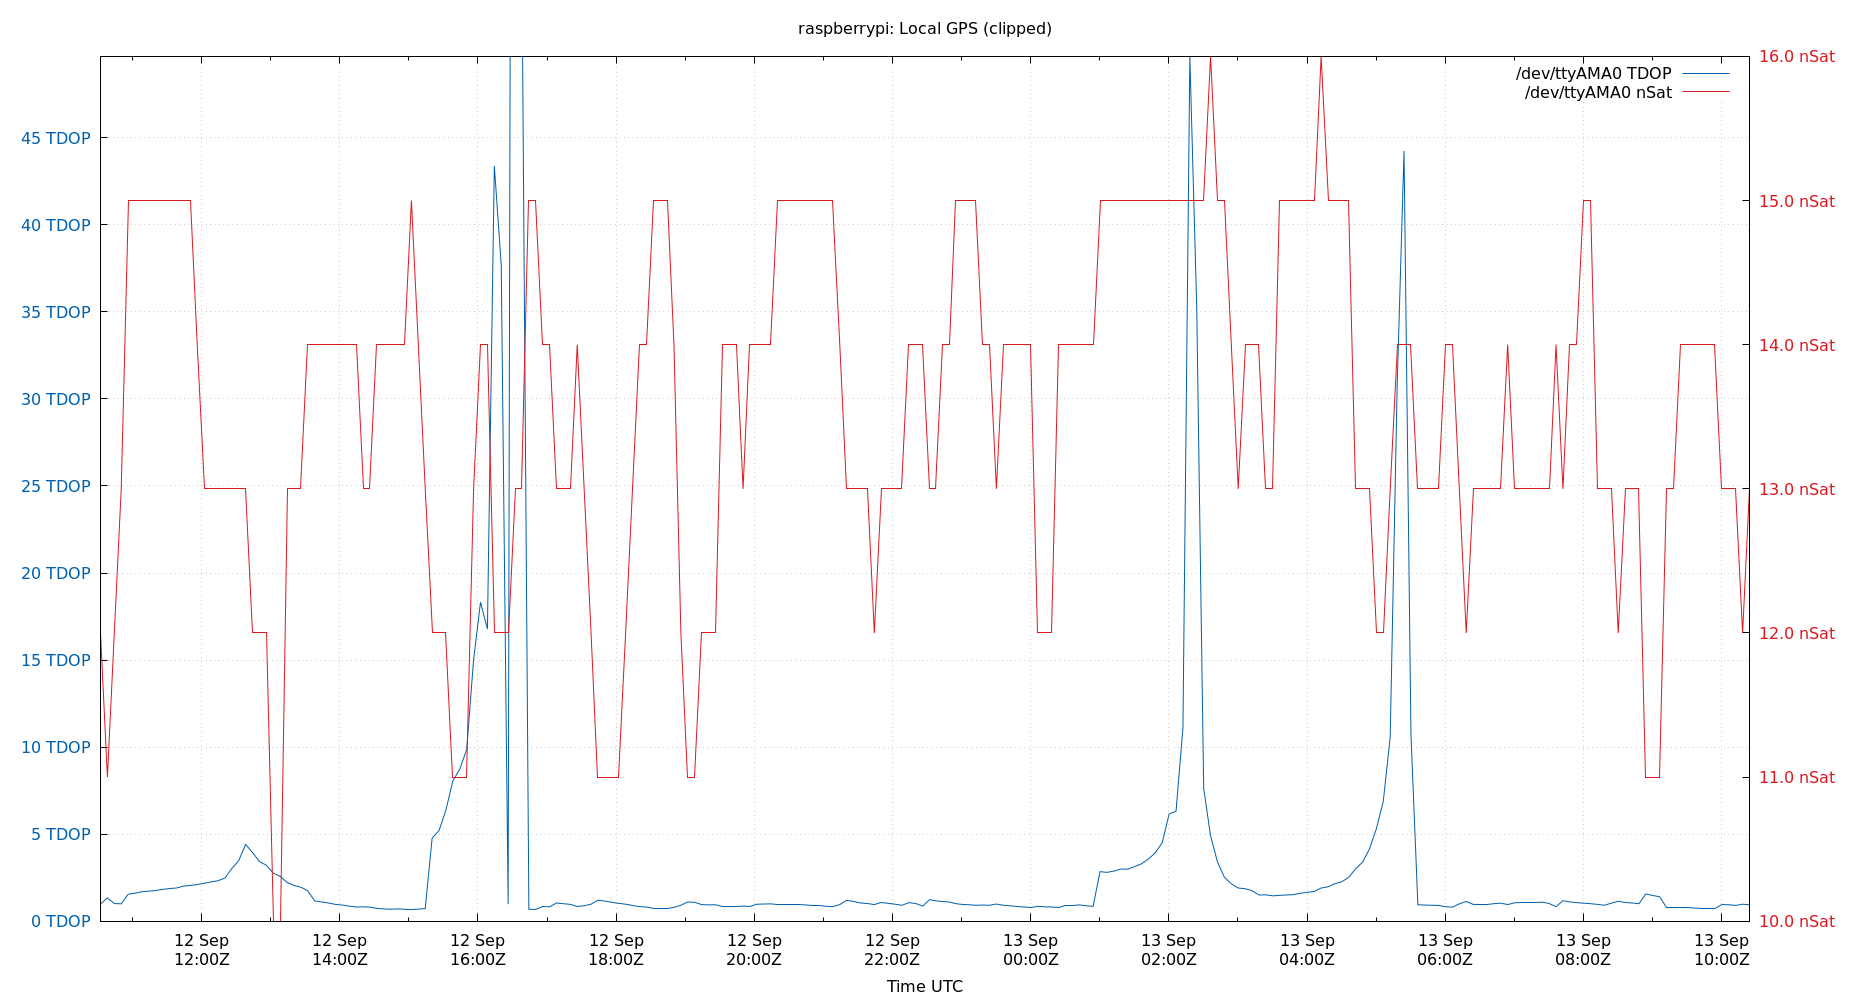 raspberrypi: Local GPS (clipped)
16.0 nSat
/dev/ttyAMA0 TDOP
/dev/ttyAMA0 nSat
45 TDOP
15.0 nSat
40 TDOP
35 TDOP
14.0 nSat
30 TDOP
25 TDOP
13.0 nSat
20 TDOP
12.0 nSat
15 TDOP
11.0 nSat
10 TDOP
5 TDOP
0 TDOP
10.0 nSat
12 Sep 12 Sep 12 Sep 12 Sep 12 Sep 12 Sep 13 Sep 13 Sep 13 Sep 13 Sep 13 Sep 13 Sep
12:00Z 14:00Z 16:00Z 18:00Z 20:00Z 22:00Z 00:00Z 02:00Z 04:00Z 06:00Z 08:00Z 10:00Z
Time UTC